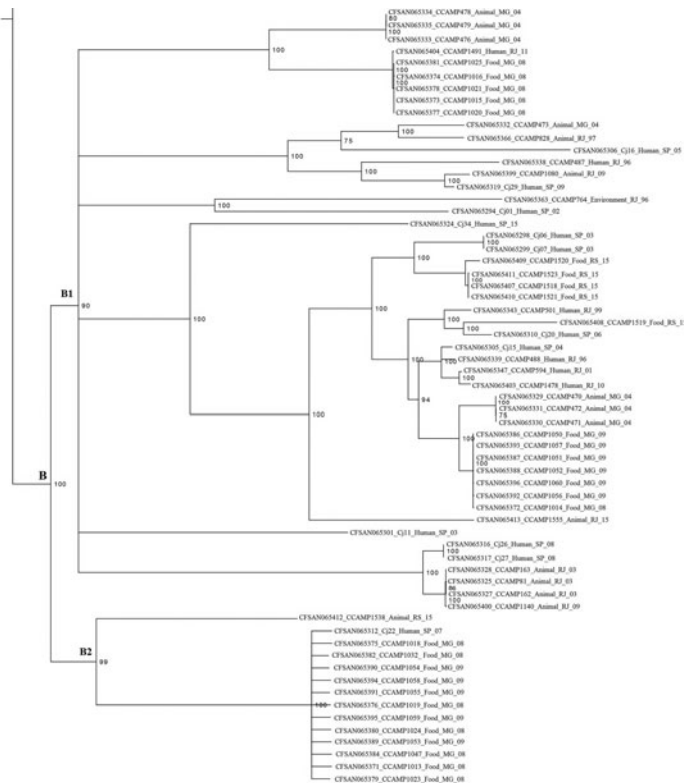 CFSAN065334_CCAMP478_Animal_MG_04
80
CFSAN065335_CCAMP479_Animal_MG_04
100
CFSAN065333_CCAMP476_Animal_MG_04
100
CFSAN065404_CCAMP1491_Human_RJ_11
CFSAN065381_CCAMP1025_Food_MG_08
100
CFSAN065374_CCAMP1016_Food_MG_08
100
CFSAN065378_CCAMP1021_Food_MG_08
CFSAN065373_CCAMP1015_Food_MG_08
CFSAN065377_CCAMP1020_Food_MG_08
CFSAN065332_CCAMP473_Animal_MG_04
100
CFSAN065366_CCAMP828_Animal_RJ_97
75
CFSAN065306_Cj16_Human_SP_05
100
CFSAN065338_CCAMP487_Human_RJ_96
CFSAN065399_CCAMP1080_Animal_RJ_09
100
100
CFSAN065319_Cj29_Human_SP_09
CFSAN065363_CCAMP764_Environment_RJ_96
100
CFSAN065294_Cj01_Human_SP_02
CFSAN065324_Cj34_Human_SP_15
CFSAN065298_Cj06_Human_SP_03
100
CFSAN065299_Cj07_Human_SP_03
100
CFSAN065409_CCAMP1520_Food_RS_15
CFSAN065411_CCAMP1523_Food_RS_15
100
CFSAN065407_CCAMP1518_Food_RS_15
CFSAN065410_CCAMP1521_Food_RS_15
B1
90
100
100
CFSAN065343_CCAMP501_Human_RJ_99
100
CFSAN065408_CCAMP1519_Food_RS_1
100
CFSAN065310_Cj20_Human_SP_06
CFSAN065305_Cj15_Human_SP_04
100
100
CFSAN065339_CCAMP488_Human_RJ_96
CFSAN065347_CCAMP594_Human_RJ_01
100
CFSAN065403_CCAMP1478_Human_RJ_10
94
CFSAN065329_CCAMP470_Animal_MG_04
100
CFSAN065331_CCAMP472_Animal_MG_04
75
CFSAN065330_CCAMP471_Animal_MG_04
100
100
CFSAN065386_CCAMP1050_Food_MG_09
CFSAN065393_CCAMP1057_Food_MG_09
CFSAN065387_CCAMP1051_Food_MG_09
100
CFSAN065388_CCAMP1052_Food_MG_09
CFSAN065396_CCAMP1060_Food_MG_09
CFSAN065392_CCAMP1056_Food_MG_09
CFSAN065372_CCAMP1014_Food_MG_08
CFSAN065413_CCAMP1555_Animal_RJ_15
B
100
CFSAN065301_Cj11_Human_SP_03
CFSAN065316_Cj26_Human_SP_08
100
CFSAN065317_Cj27_Human_SP_08
100
CFSAN065328_CCAMP163_Animal_RJ_03
CFSAN065325_CCAMP81_Animal_RJ_03
86
CFSAN065327_CCAMP162_Animal_RJ_03
100
CFSAN065400_CCAMP1140_Animal_RJ_09
CFSAN065412_CCAMP1538_Animal_RS_15
CFSAN065312_Cj22_Human_SP_07
CFSAN065375_CCAMP1018_Food_MG_08
B2
99
CFSAN065382_CCAMP1032_ Food_MG_08
CFSAN065390_CCAMP1054_Food_MG_09
CFSAN065394_CCAMP1058_Food_MG_09
CFSAN065391_CCAMP1055_Food_MG_09
100
CFSAN065376_CCAMP1019_Food_MG_08
CFSAN065395_CCAMP1059_Food_MG_09
CFSAN065380_CCAMP1024_Food_MG_08
CFSAN065389_CCAMP1053_Food_MG_09
CFSAN065384_CCAMP1047_Food_MG_08
CFSAN065371_CCAMP1013_Food_MG_08
CFSAN065379_CCAMP1023_Food_MG_08